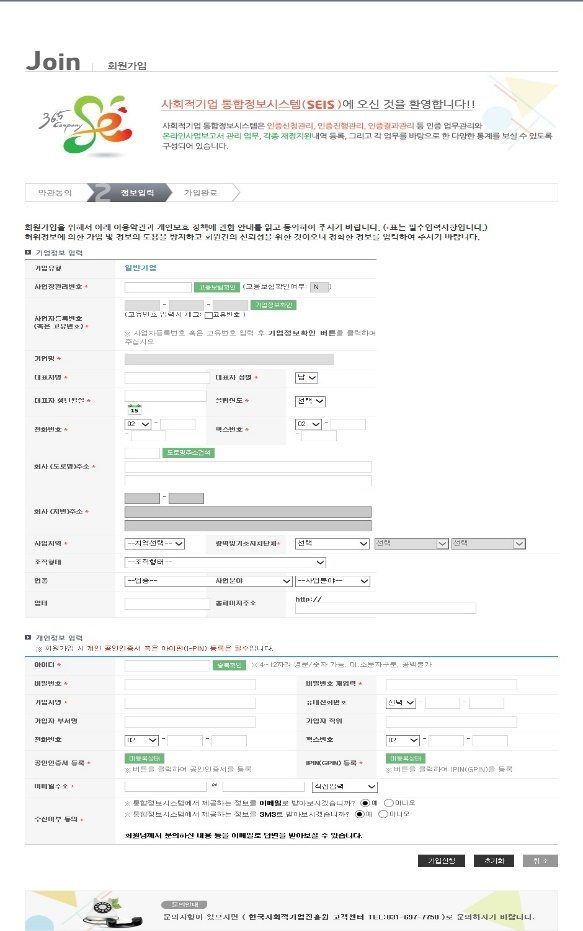 Join 회원가입
365 Company Se
사회적기업 통합정보시스템(SEIS)에 오신 것을 환영합니다!!
사회적기업 통합정보시스템은 인증신청관리, 인증진행관리, 인증결과관리 등 인증 업무관리와
온라인사업보고서 관리 업무, 각종 재정지원내역 등록, 그리고 각 업무를 바탕으로 한 다양한 통계를 보실 수 있도록
구성되어 있습니다.
약관동의 2 정보입력 가입완료
회원가입을 위해서 아래 이용약관과 개인보호 정책에 관한 안내를 읽고 동의하여 주시기 바랍니다. (*표는 필수입력사항입니다.)
허위정보에 의한 가입 및 정보의 도용을 방지하고 회원간의 신뢰성을 위한 것이오니 정확한 정보를 입력하여 주시기 바랍니다.
기업정보 입력
가입유형 일반기업
사업장관리번호 * 고용보험확인 (고용보험확인여부: N )
사업자등록번호
(혹은 고유번호) * - - 기업정보확인
(고유번호 입력시 체크: 고유번호 )
※ 사업자등록번호 혹은 고유번호 입력 후 기업정보확인 버튼을 클릭하여
주십시오
기업명 *
대표자명 * 대표자 성별 * 남
대표자 생년월일 * 15 설립연도 * 선택
전화번호 * 02 - - 팩스번호 * 02 - -
회사 (도로명)주소 * 도로명주소검색
회사 (지번)주소 * -
사업지역 * --지역선택-- 광역및기초자치단체* 선택 선택 선택
조직형태 --조직형태--
업종 --업종-- 사업분야 --사업분야--
업태 홈페이지주소 http://
개인정보 입력
※ 회원가입 시 개인 공인인증서 혹은 아이핀(I-PIN) 등록은 필수입니다.
아이디 * 중복확인 ※ 4~12자리 영문/숫자 가능, 대.소문자구분, 공백불가
비밀번호 * 비밀번호 재입력 *
가입자명 * 휴대전화번호 선택 - -
가입자 부서명 가입자 직위
전화번호 02 - - 팩스번호 02 - -
공인인증서 등록 * 미등록상태 IPIN(GPIN) 등록 * 미등록상태
※ 버튼을 클릭하여 공인인증서를 등록 ※ 버튼을 클릭하여 IPIN(GPIN)을 등록
이메일주소 * @ 직접입력
수신여부 동의 * ※ 통합정보시스템에서 제공하는 정보를 이메일로 받아보시겠습니까? 예 아니오
※ 통합정보시스템에서 제공하는 정보를 SMS로 받아보시겠습니까? 예 아니오
회원님께서 문의하신 내용 등을 이메일로 답변을 받아보실 수 있습니다.
가입신청 초기화 취 소
문의안내
문의사항이 있으시면 ( 한국사회적기업진흥원 고객센터 TEL:031-697-7750 )로 문의하시기 바랍니다.